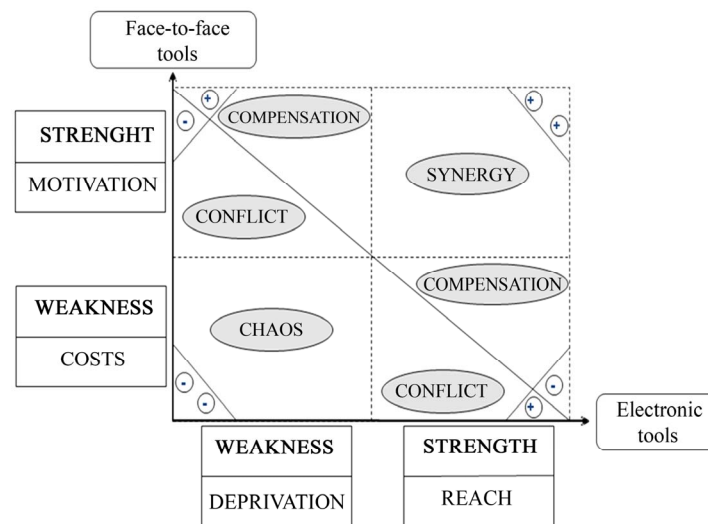 Face-to-face
tools
+
+
-
COMPENSATION
+
+
STRENGHT
MOTIVATION
SYNERGY
CONFLICT
COMPENSATION
WEAKNESS
COSTS
CHAOS
-
-
CONFLICT
-
+
Electronic
tools
WEAKNESS
DEPRIVATION
STRENGTH
REACH